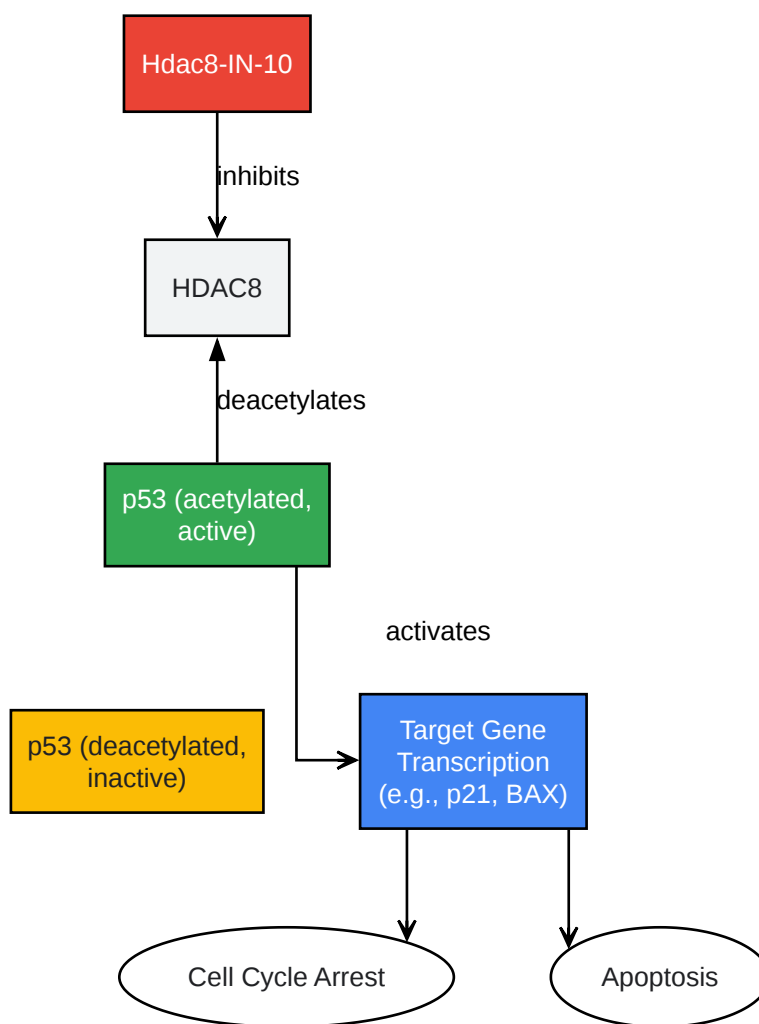 Hdac8-IN-10
inhibits
HDAC8
deacetylates
p53 (acetylated,
active)
activates
p53 (deacetylated,
inactive)
Target Gene
Transcription
(e.g., p21, BAX)
Cell Cycle Arrest
Apoptosis